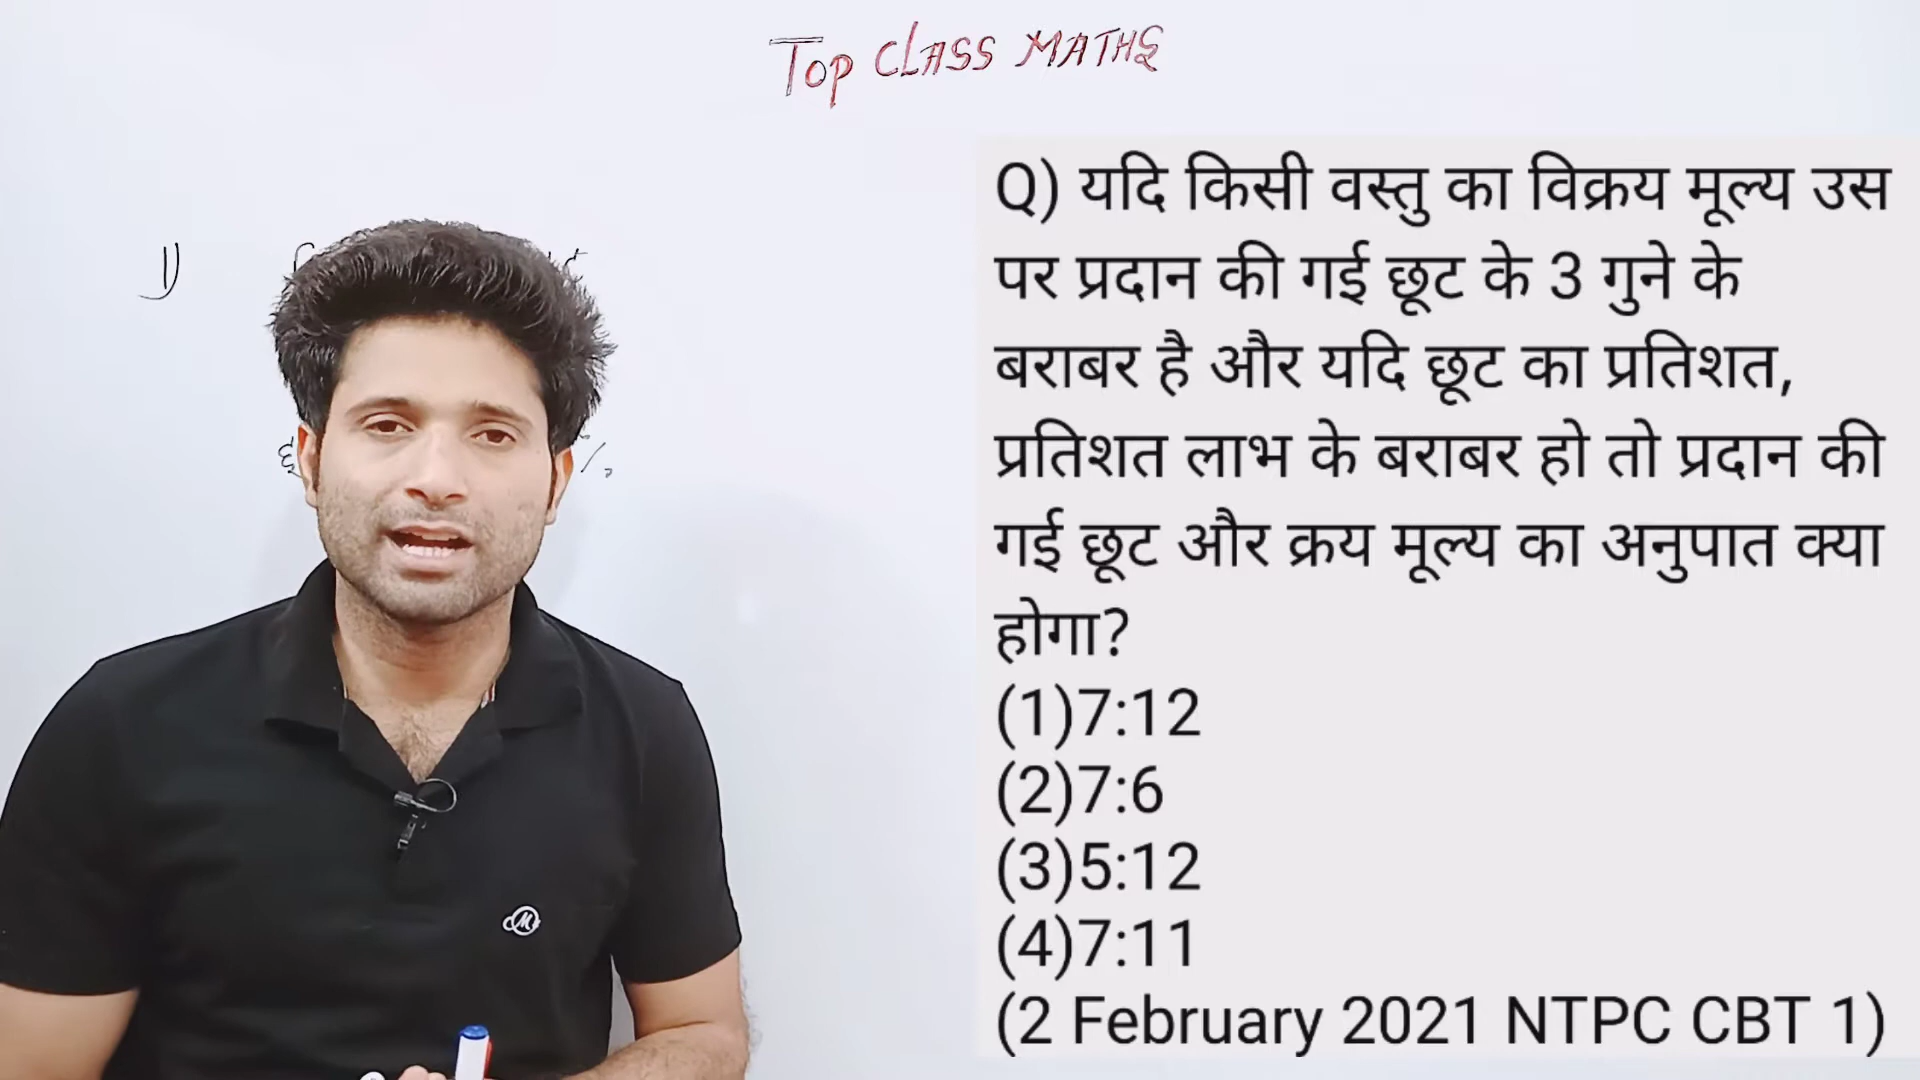 Top CLASS MATHS
1)
%
Q) यदि किसी वस्तु का विक्रय मूल्य उस
पर प्रदान की गई छूट के 3 गुने के
बराबर है और यदि छूट का प्रतिशत,
प्रतिशत लाभ के बराबर हो तो प्रदान की
गई छूट और क्रय मूल्य का अनुपात क्या
होगा?
(1)7:12
(2)7:6
(3)5:12
(4)7:11
(2 February 2021 NTPC CBT 1)